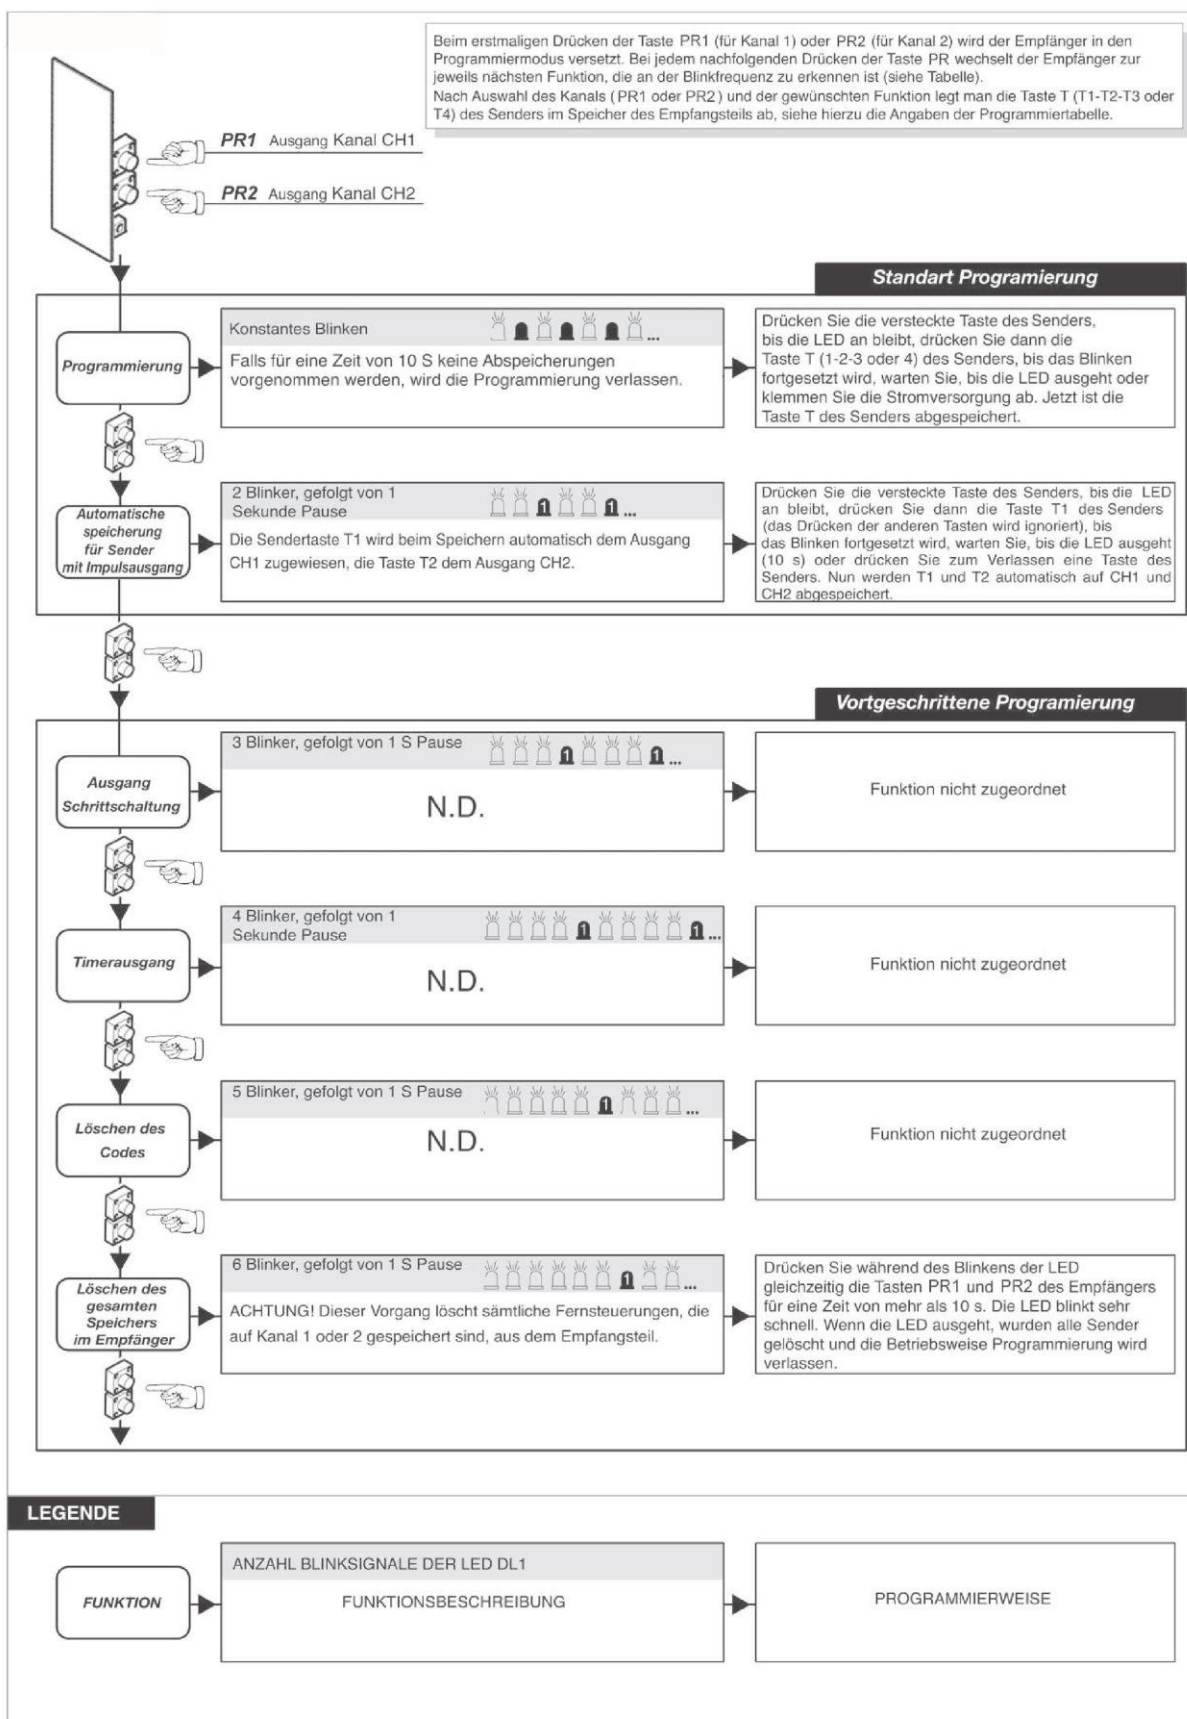 Beim erstmaligen Drücken der Taste PR1 (für Kanal 1) oder PR2 (für Kanal 2) wird der Empfänger in den
Programmiermodus versetzt. Bei jedem nachfolgenden Drücken der Taste PR wechselt der Empfänger zur
jeweils nächsten Funktion, die an der Blinkfrequenz zu erkennen ist (siehe Tabelle).
Nach Auswahl des Kanals (PR1 oder PR2) und der gewünschten Funktion legt man die Taste T (T1-T2-T3 oder
T4) des Senders im Speicher des Empfangsteils ab, siehe hierzu die Angaben der Programmiertabelle.
PR1 Ausgang Kanal CH1
PR2 Ausgang Kanal CH2
Standart Programierung
Programmierung
Konstantes Blinken
...
Falls für eine Zeit von 10 S keine Abspeicherungen
vorgenommen werden, wird die Programmierung verlassen.
Drücken Sie die versteckte Taste des Senders,
bis die LED an bleibt, drücken Sie dann die
Taste T (1-2-3 oder 4) des Senders, bis das Blinken
fortgesetzt wird, warten Sie, bis die LED ausgeht oder
klemmen Sie die Stromversorgung ab. Jetzt ist die
Taste T des Senders abgespeichert.
Automatische
speicherung
für Sender
mit Impulsausgang
2 Blinker, gefolgt von 1
Sekunde Pause
1 1 ...
Die Sendertaste T1 wird beim Speichern automatisch dem Ausgang
CH1 zugewiesen, die Taste T2 dem Ausgang CH2.
Drücken Sie die versteckte Taste des Senders, bis die LED
an bleibt, drücken Sie dann die Taste T1 des Senders
(das Drücken der anderen Tasten wird ignoriert), bis
das Blinken fortgesetzt wird, warten Sie, bis die LED ausgeht
(10 s) oder drücken Sie zum Verlassen eine Taste des
Senders. Nun werden T1 und T2 automatisch auf CH1 und
CH2 abgespeichert.
Vortgeschrittene Programierung
Ausgang
Schrittschaltung
3 Blinker, gefolgt von 1 S Pause
1 1 ...
N.D.
Funktion nicht zugeordnet
Timerausgang
4 Blinker, gefolgt von 1
Sekunde Pause
1 1 ...
N.D.
Funktion nicht zugeordnet
Löschen des
Codes
5 Blinker, gefolgt von 1 S Pause
1 ...
N.D.
Funktion nicht zugeordnet
Löschen des
gesamten
Speichers
im Empfänger
6 Blinker, gefolgt von 1 S Pause
1 ...
ACHTUNG! Dieser Vorgang löscht sämtliche Fernsteuerungen, die
auf Kanal 1 oder 2 gespeichert sind, aus dem Empfangsteil.
Drücken Sie während des Blinkens der LED
gleichzeitig die Tasten PR1 und PR2 des Empfängers
für eine Zeit von mehr als 10 s. Die LED blinkt sehr
schnell. Wenn die LED ausgeht, wurden alle Sender
gelöscht und die Betriebsweise Programmierung wird
verlassen.
LEGENDE
FUNKTION
ANZAHL BLINKSIGNALE DER LED DL1
FUNKTIONSBESCHREIBUNG
PROGRAMMIERWEISE